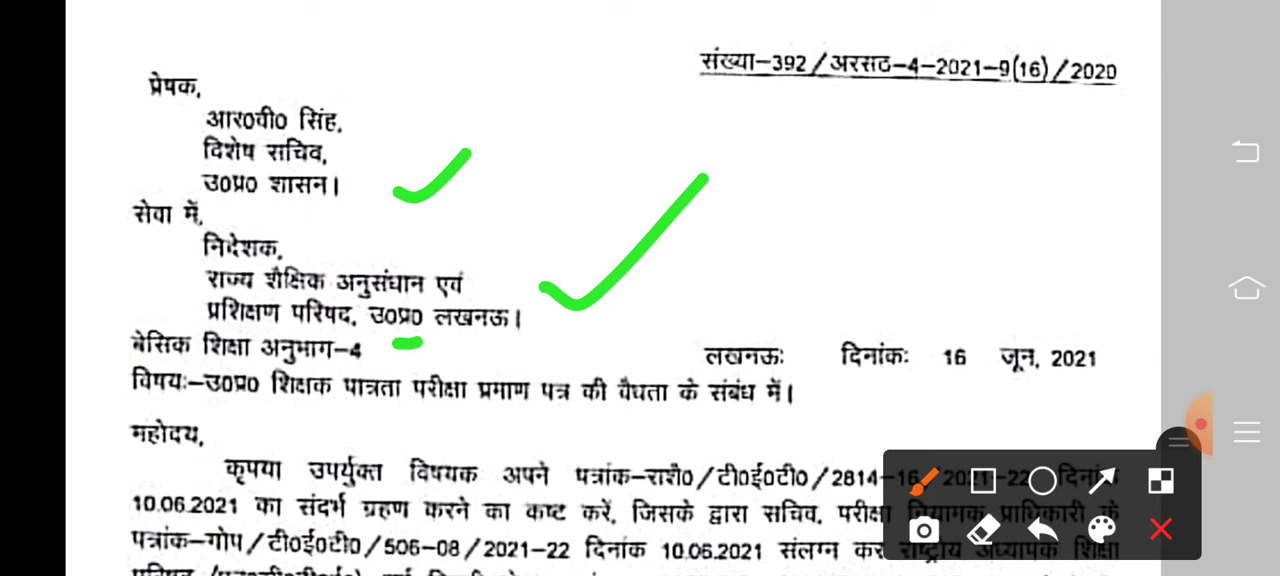 संख्या-392/अरसठ-4-2021-9(16)/2020
प्रेषक,
आर0वी0 सिंह,
विशेष सचिव,
उ0प्र0 शासन।
सेवा में,
निदेशक,
राज्य शैक्षिक अनुसंधान एवं
प्रशिक्षण परिषद, उ0प्र0 लखनऊ।
बेसिक शिक्षा अनुभाग-4 लखनऊः दिनांकः 16 जून, 2021
विषयः-उ0प्र0 शिक्षक पात्रता परीक्षा प्रमाण पत्र की वैधता के संबंध में।
महोदय,
कृपया उपर्युक्त विषयक अपने पत्रांक-राशै0/टी0ई0टी0/2814-16/2021-22 दिनांक
10.06.2021 का संदर्भ ग्रहण करने का कष्ट करें, जिसके द्वारा सचिव, परीक्षा नियामक प्राधिकारी के
पत्रांक-गोप/टी0ई0टी0/506-08/2021-22 दिनांक 10.06.2021 संलग्न कर राष्ट्रीय अध्यापक शिक्षा